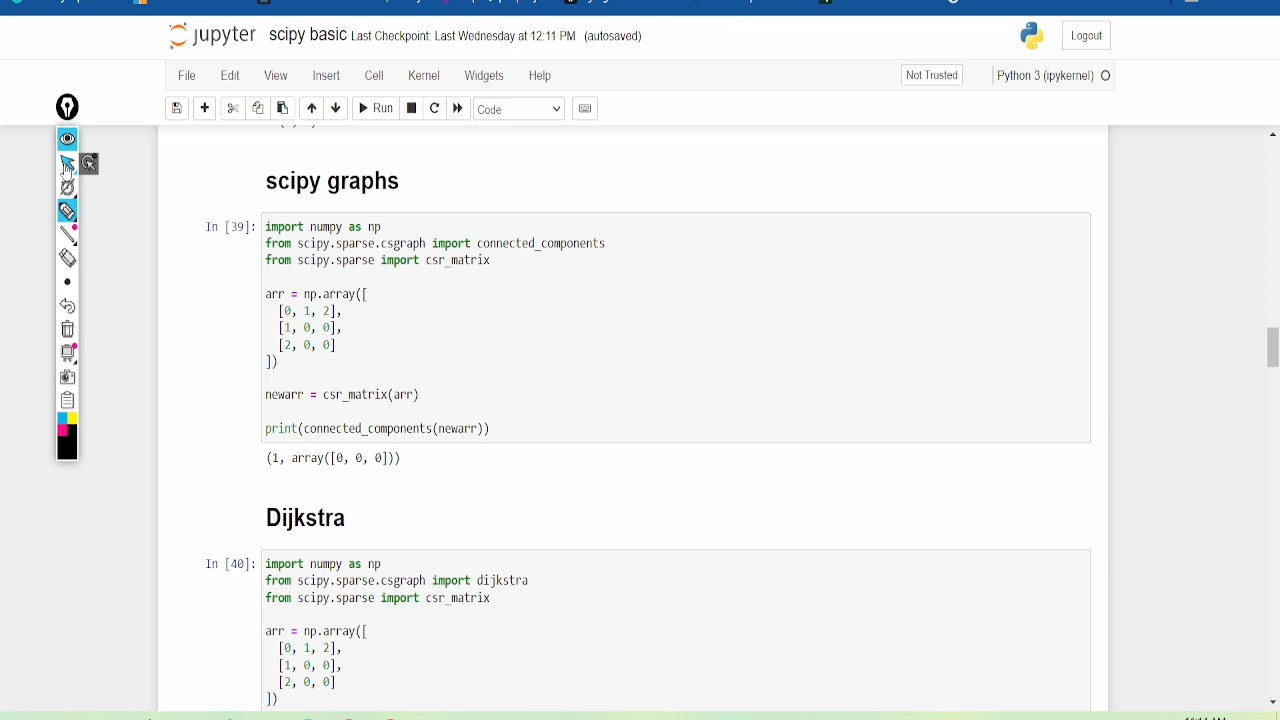 jupyter scipy basic Last Checkpoint: Last Wednesday at 12:11 PM (autosaved)
Logout
File Edit View Insert Cell Kernel Widgets Help
Not Trusted
Python 3 (ipykernel)
Run
Code
scipy graphs
In [39]:
import numpy as np
from scipy.sparse.csgraph import connected_components
from scipy.sparse import csr_matrix
arr = np.array([
[0, 1, 2],
[1, 0, 0],
[2, 0, 0]
])
newarr = csr_matrix(arr)
print(connected_components(newarr))
(1, array([0, 0, 0]))
Dijkstra
In [40]:
import numpy as np
from scipy.sparse.csgraph import dijkstra
from scipy.sparse import csr_matrix
arr = np.array([
[0, 1, 2],
[1, 0, 0],
[2, 0, 0]
])